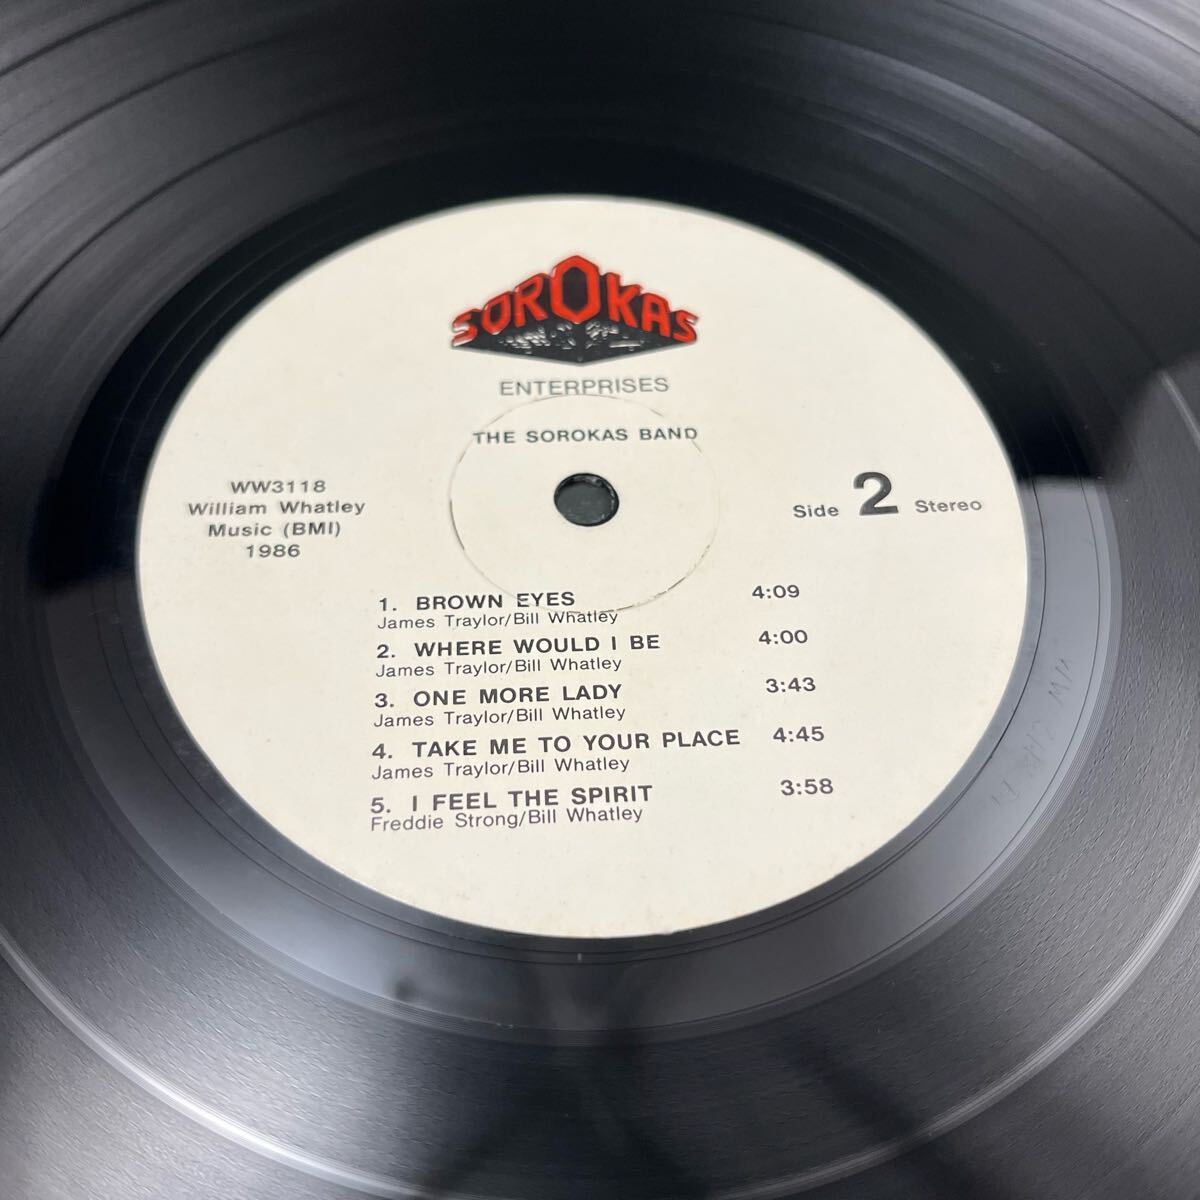 SOROKAS
ENTERPRISES
THE SOROKAS BAND
WW3118
William Whatley
Music (BMI)
1986
Side 2 Stereo
1. BROWN EYES 4:09
James Traylor/Bill Whatley
2. WHERE WOULD I BE 4:00
James Traylor/Bill Whatley
3. ONE MORE LADY 3:43
James Traylor/Bill Whatley
4. TAKE ME TO YOUR PLACE 4:45
James Traylor/Bill Whatley
5. I FEEL THE SPIRIT 3:58
Freddie Strong/Bill Whatley